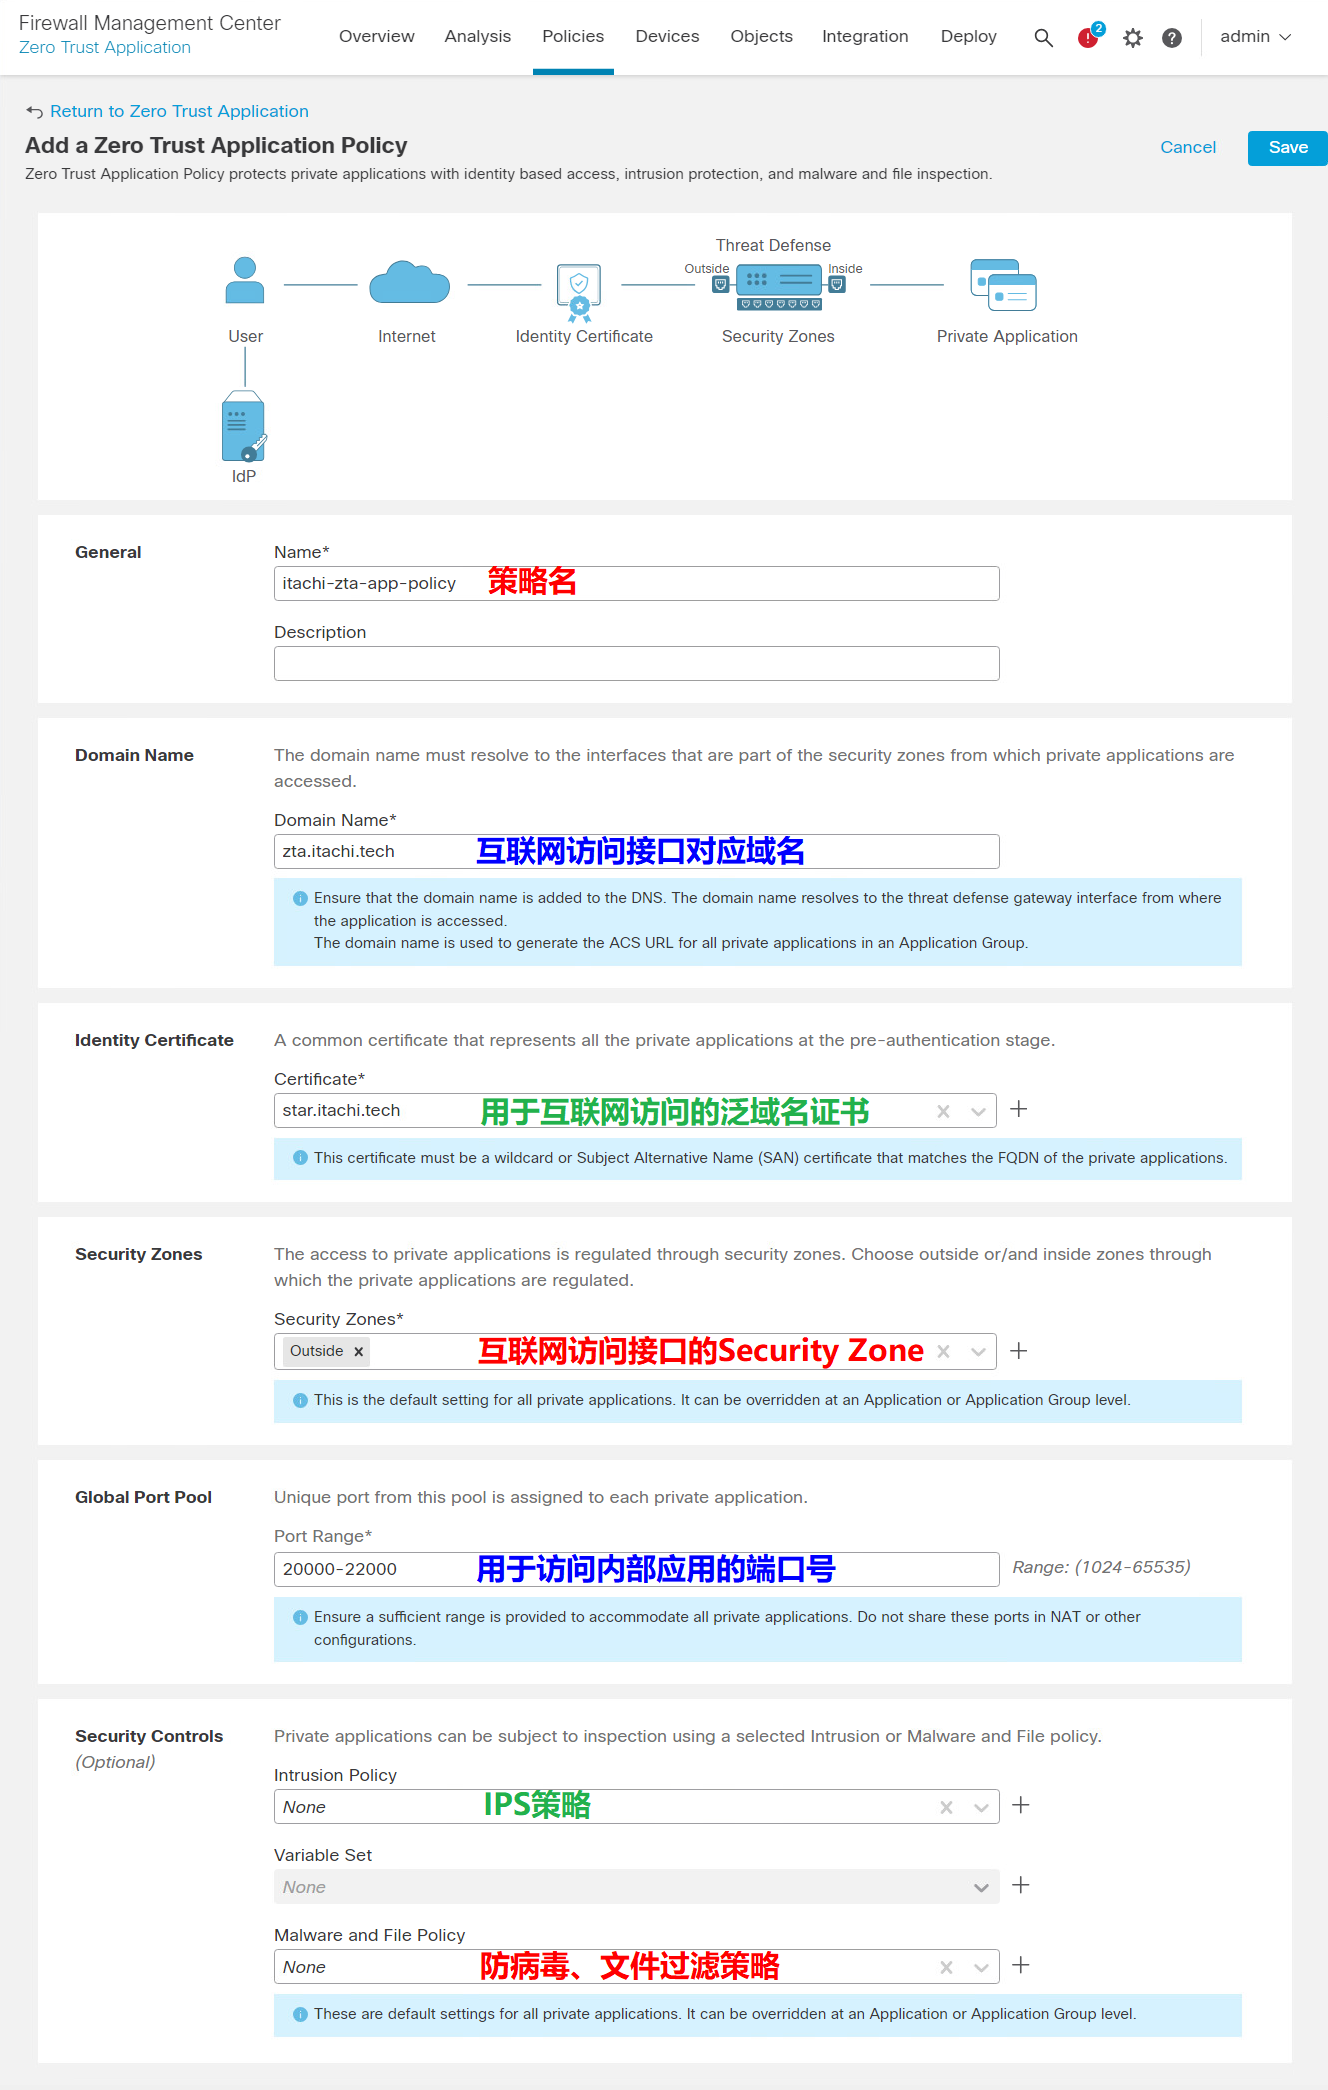 Firewall Management Center
Zero Trust Application
Overview Analysis Policies Devices Objects Integration Deploy 2 admin
Return to Zero Trust Application
Add a Zero Trust Application Policy
Cancel Save
Zero Trust Application Policy protects private applications with identity based access, intrusion protection, and malware and file inspection.
Threat Defense
Outside Inside
User Internet Identity Certificate Security Zones Private Application
IdP
General
Name*
itachi-zta-app-policy 策略名
Description
Domain Name
The domain name must resolve to the interfaces that are part of the security zones from which private applications are
accessed.
Domain Name*
zta.itachi.tech 互联网访问接口对应域名
Ensure that the domain name is added to the DNS. The domain name resolves to the threat defense gateway interface from where
the application is accessed.
The domain name is used to generate the ACS URL for all private applications in an Application Group.
Identity Certificate
A common certificate that represents all the private applications at the pre-authentication stage.
Certificate*
star.itachi.tech 用于互联网访问的泛域名证书
This certificate must be a wildcard or Subject Alternative Name (SAN) certificate that matches the FQDN of the private applications.
Security Zones
The access to private applications is regulated through security zones. Choose outside or/and inside zones through
which the private applications are regulated.
Security Zones*
Outside 互联网访问接口的Security Zone
This is the default setting for all private applications. It can be overridden at an Application or Application Group level.
Global Port Pool
Unique port from this pool is assigned to each private application.
Port Range*
20000-22000 用于访问内部应用的端口号 Range: (1024-65535)
Ensure a sufficient range is provided to accommodate all private applications. Do not share these ports in NAT or other
configurations.
Security Controls
(Optional)
Private applications can be subject to inspection using a selected Intrusion or Malware and File policy.
Intrusion Policy
None IPS策略
Variable Set
None
Malware and File Policy
None 防病毒、文件过滤策略
These are default settings for all private applications. It can be overridden at an Application or Application Group level.